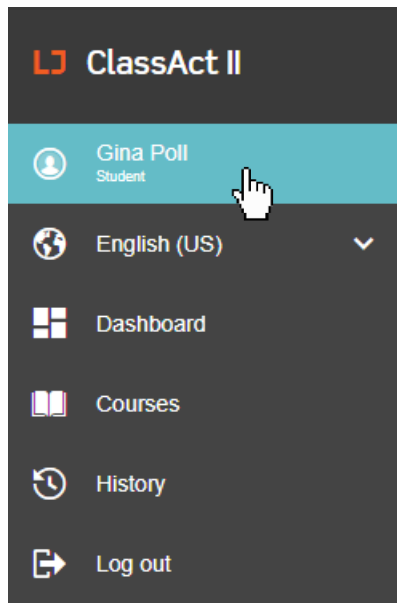 LJ ClassAct II
Gina Poll
Student
English (US)
Dashboard
Courses
History
Log out